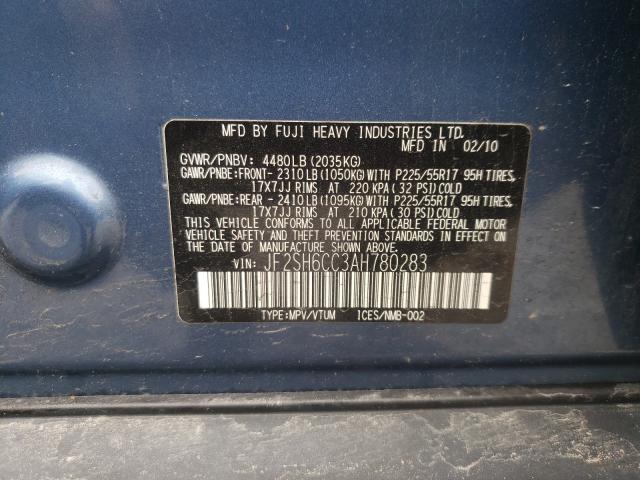 MFD BY FUJI HEAVY INDUSTRIES LTD.
MFD IN 02/10
GVWR/PNBV: 4480LB (2035KG)
GAWR/PNBE:FRONT- 2310LB (1050KG) WITH P225/55R17 95H TIRES,
17X7JJ RIMS AT 220 KPA (32 PSI) COLD
GAWR/PNBE:REAR - 2410LB (1095KG) WITH P225/55R17 95H TIRES,
17X7JJ RIMS AT 210 KPA (30 PSI) COLD
THIS VEHICLE CONFORMS TO ALL APPLICABLE FEDERAL MOTOR
VEHICLE SAFETY AND THEFT PREVENTION STANDARDS IN EFFECT
ON THE DATE OF MANUFACTURE SHOWN ABOVE.
VIN: JF2SH6CC3AH780283
TYPE:MPV/VTUM ICES/NMB-002